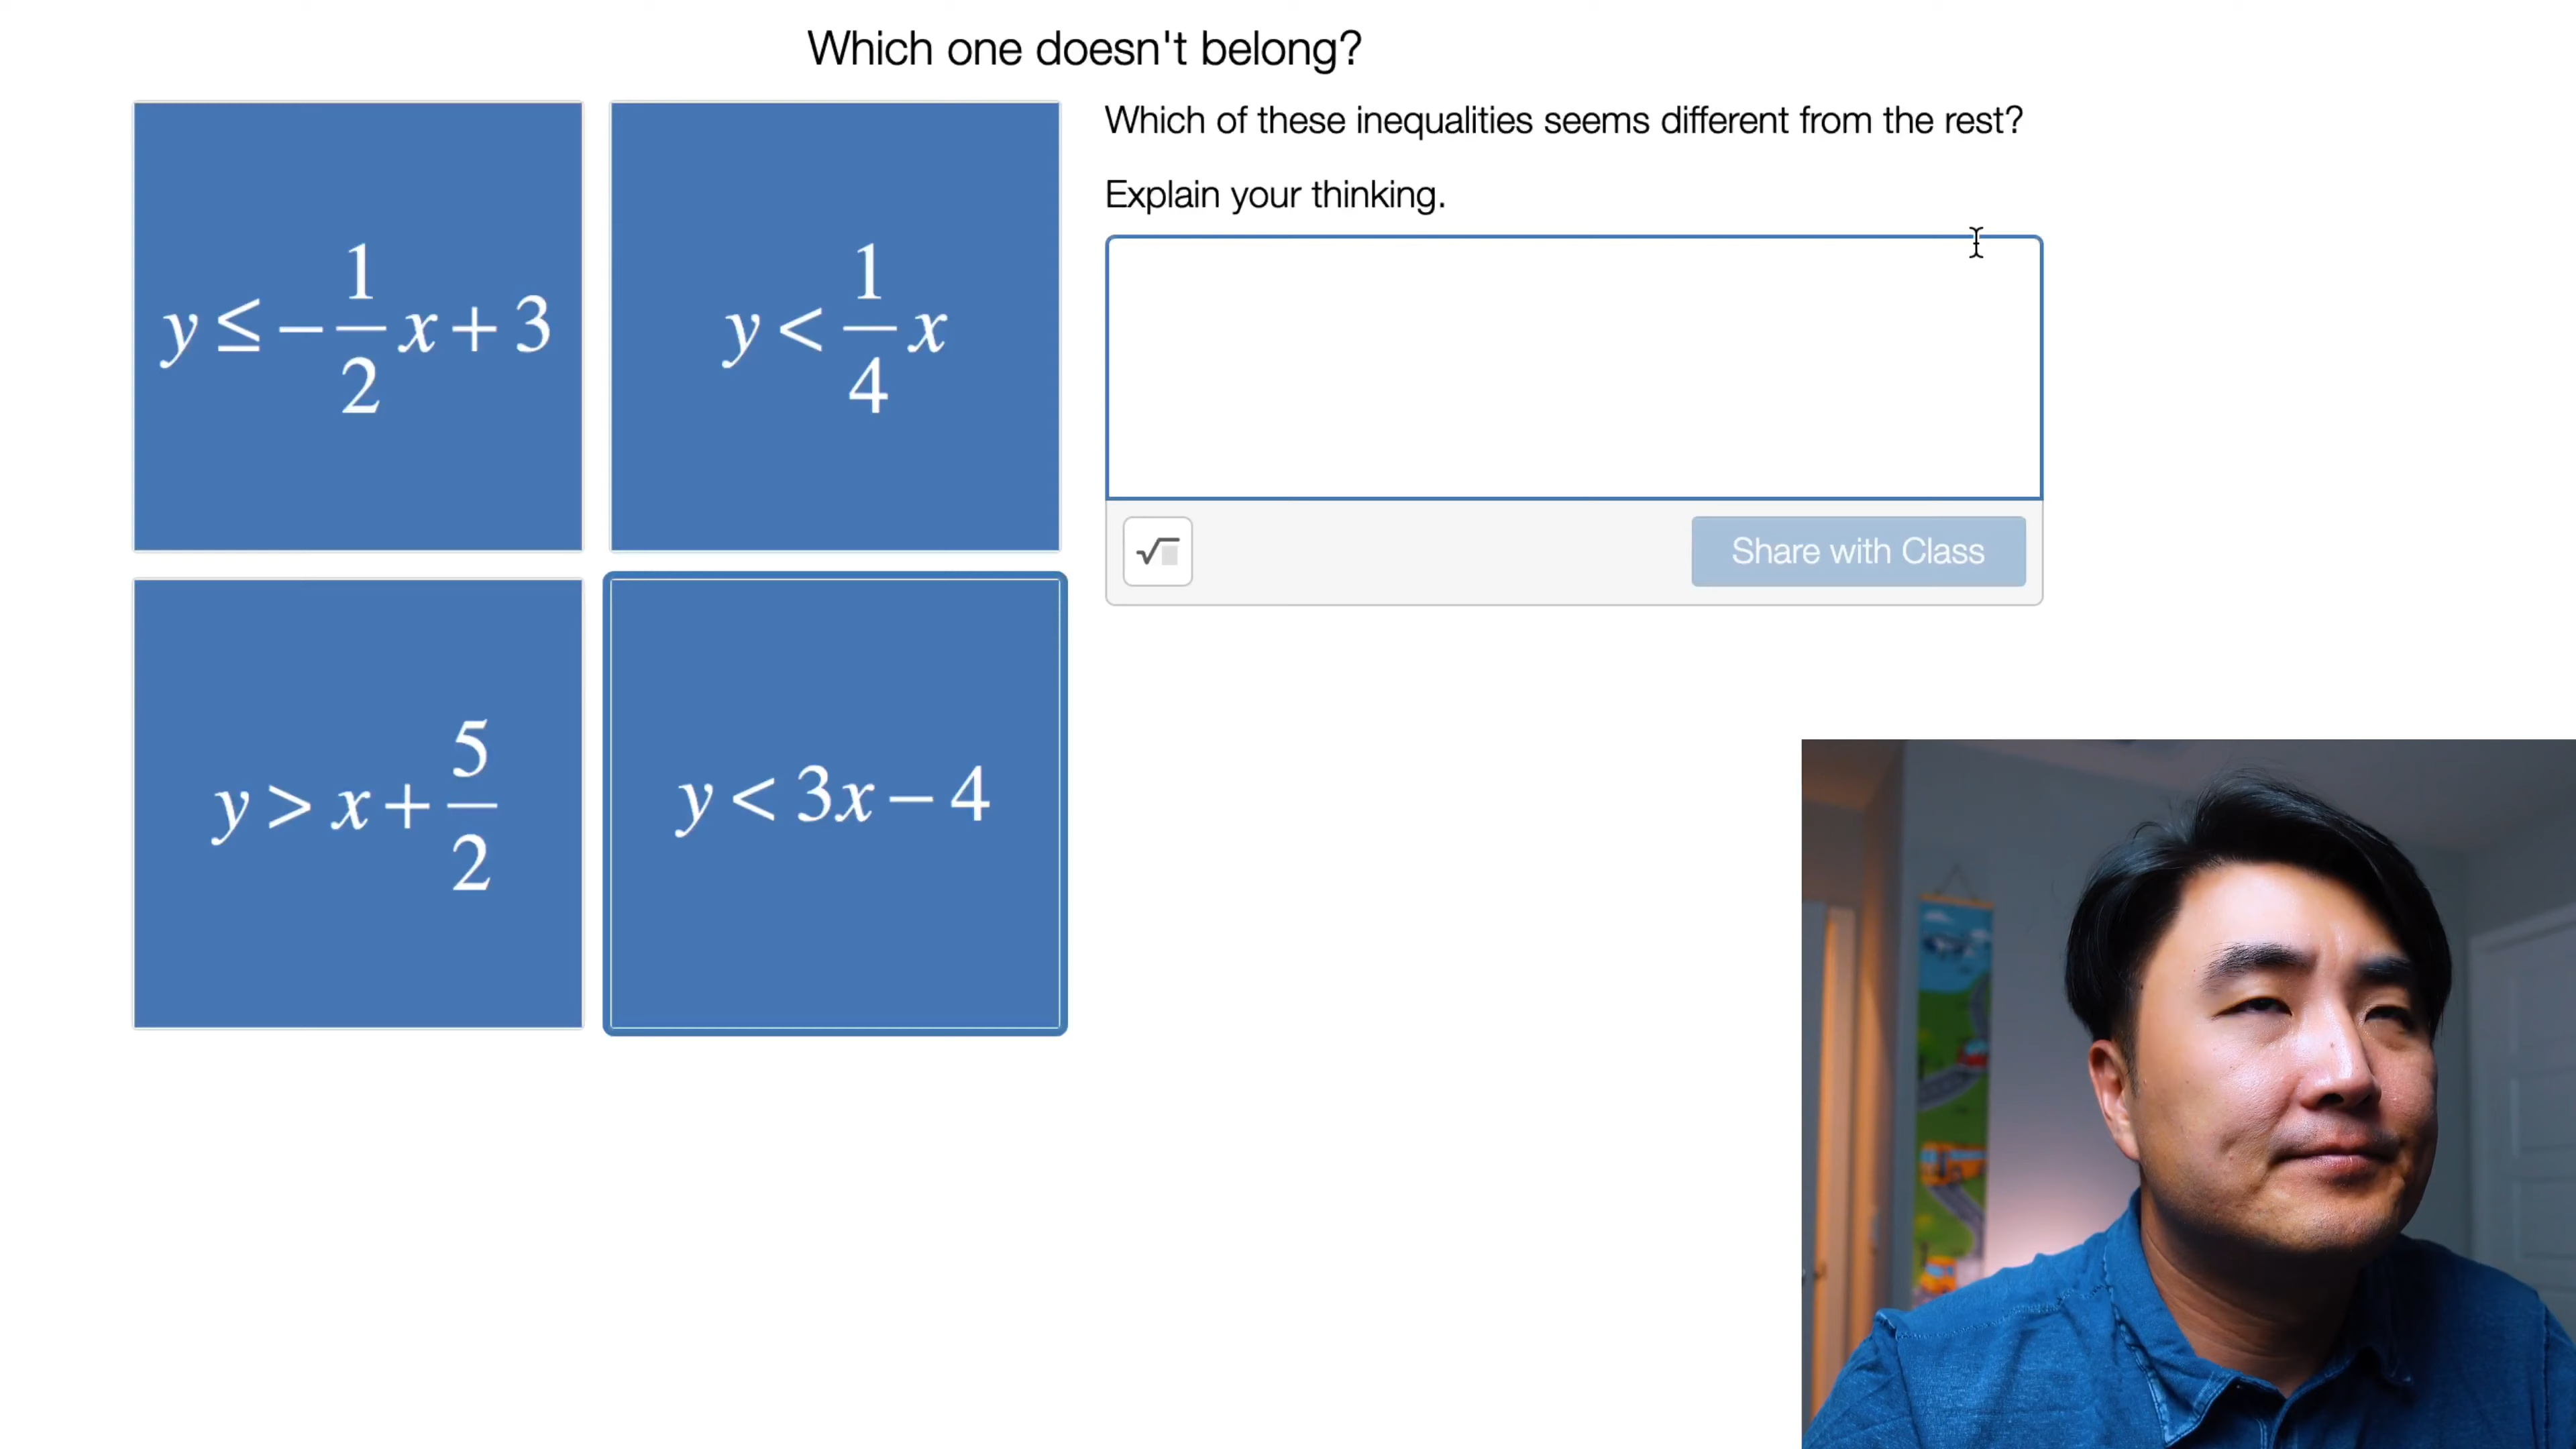 Which one doesn't belong?
Which of these inequalities seems different from the rest?
Explain your thinking.
y ≤ −1/2 x + 3
y < 1/4 x
Share with Class
y > x + 5/2
y < 3x − 4